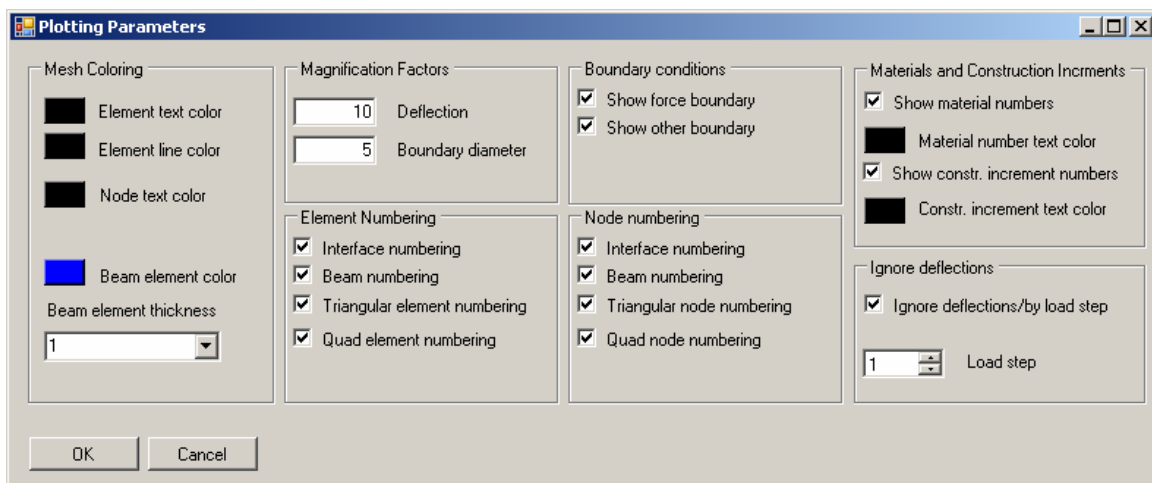 Plotting Parameters
Mesh Coloring
Element text color
Element line color
Node text color
Beam element color
Beam element thickness
1
Magnification Factors
10 Deflection
5 Boundary diameter
Element Numbering
Interface numbering
Beam numbering
Triangular element numbering
Quad element numbering
Boundary conditions
Show force boundary
Show other boundary
Node numbering
Interface numbering
Beam numbering
Triangular node numbering
Quad node numbering
Materials and Construction Incrments
Show material numbers
Material number text color
Show constr. increment numbers
Constr. increment text color
Ignore deflections
Ignore deflections/by load step
1 Load step
OK Cancel